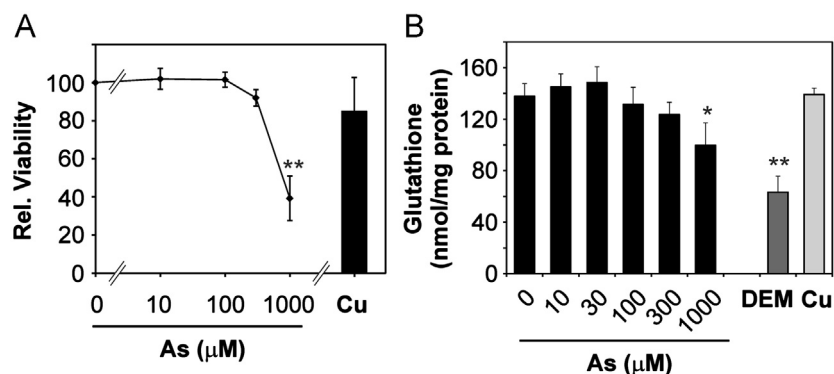 A
Rel. Viability
100
80
60
40
20
0
**
0
10
100
1000
Cu
As (μM)
B
Glutathione
(nmol/mg protein)
160
120
80
40
0
*
**
0
10
30
100
300
1000
DEM Cu
As (μM)